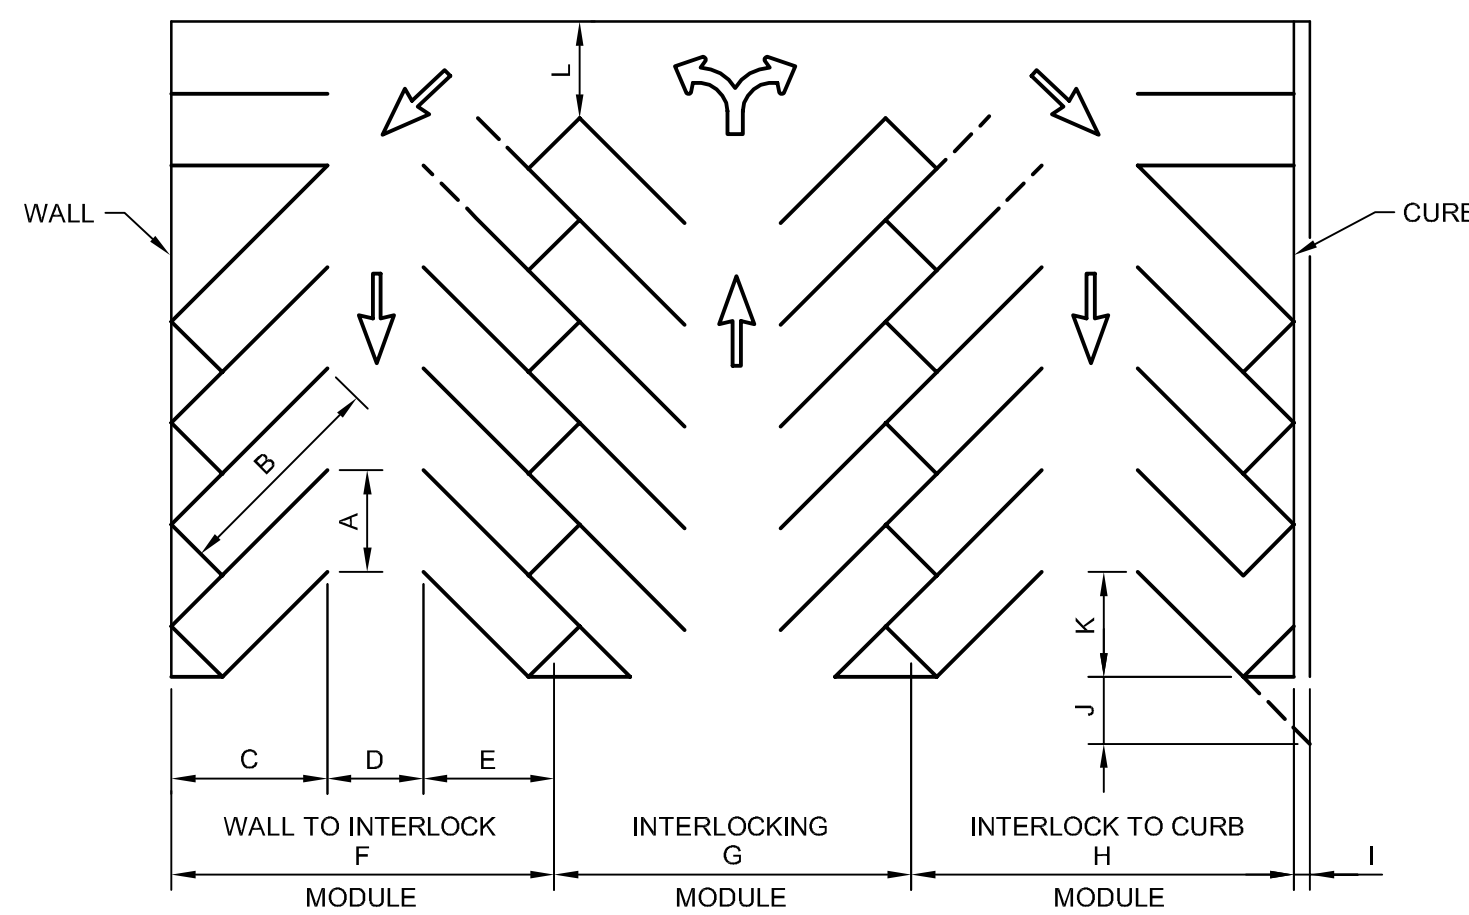 L
WALL
CURB
B
A
K
J
C D E
WALL TO INTERLOCK INTERLOCKING INTERLOCK TO CURB
F G H I
MODULE MODULE MODULE